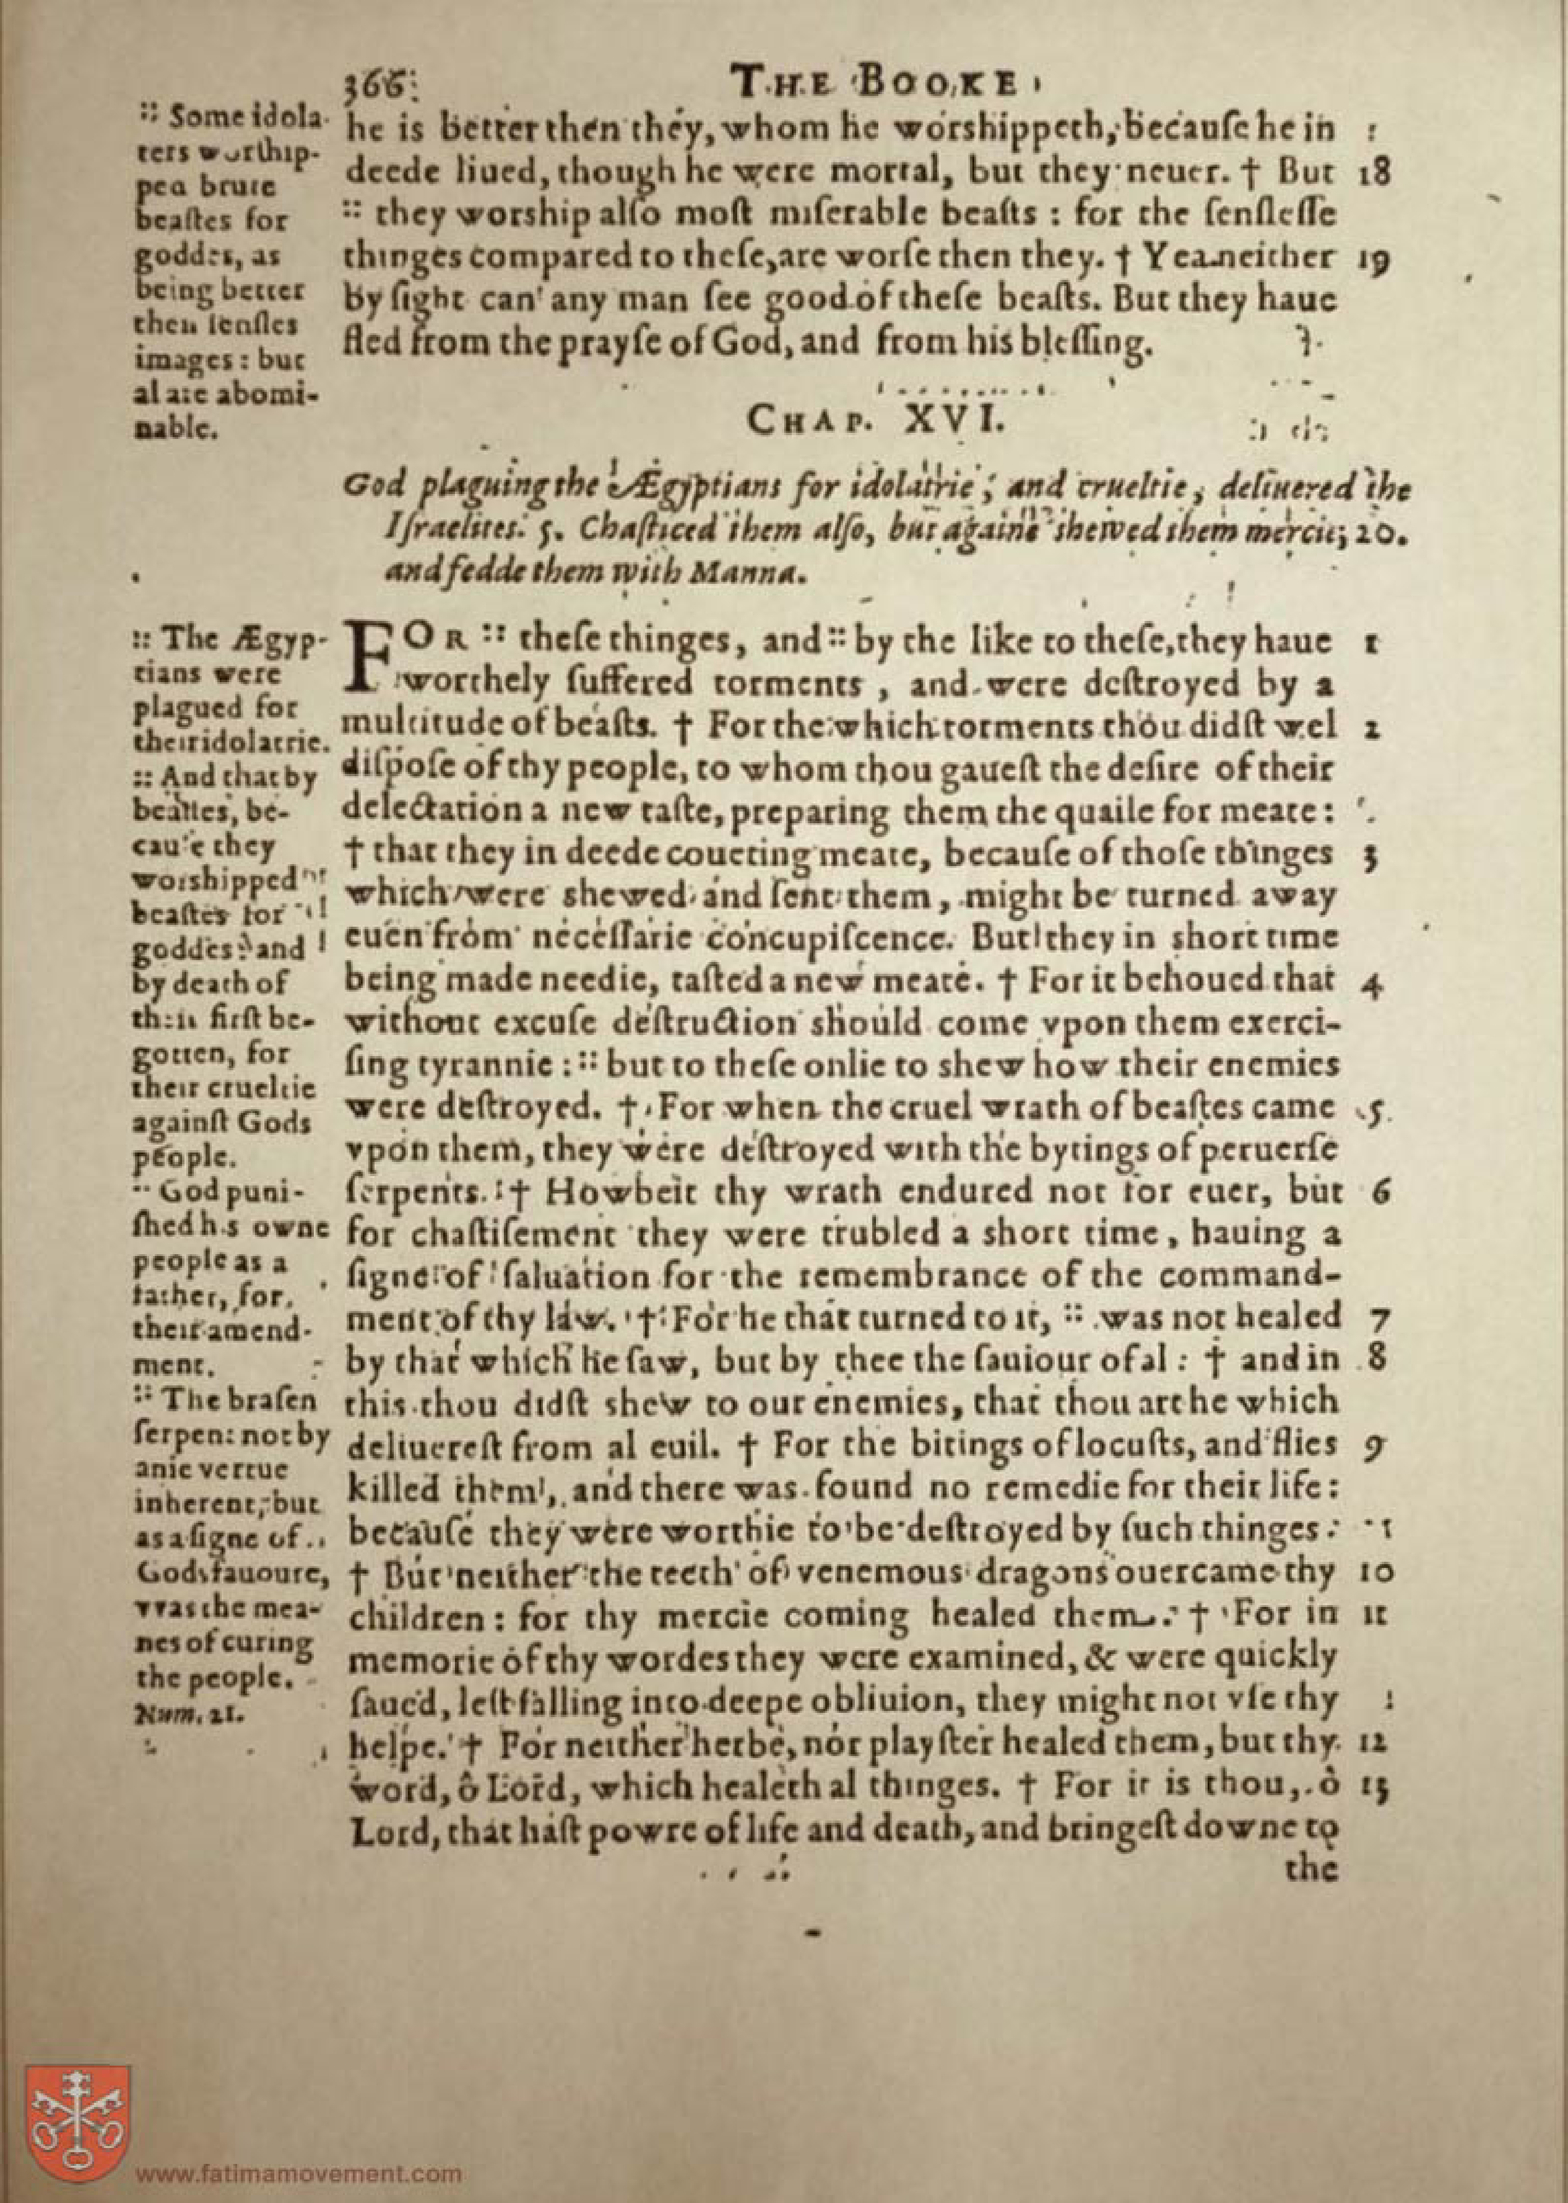 366 THE BOOKE
:: Some idola-
ters worship-
ped brute
beaſtes for
goddes, as
being better
then ſenſles
images: but
al are abomi-
nable.
he is better then they, whom he worshippeth, becauſe he in
deede liued, though he were mortal, but they neuer. † But 18
:: they worship alſo moſt miſerable beaſts: for the ſenſleſſe
thinges compared to theſe, are worſe then they. † Yea neither 19
by ſight can any man ſee good of theſe beaſts. But they haue
fled from the prayſe of God, and from his bleſſing.
CHAP. XVI.
God plaguing the Ægyptians for idolatrie, and crueltie, deliuered the
Iſraelites. 5. Chaſticed them alſo, but againe shewed them mercie; 20.
and fedde them with Manna.
:: The Ægyp-
tians were
plagued for
their idolatrie.
:: And that by
beaſtes, be-
cauſe they
worshipped
beaſtes for
goddes: and
by death of
their firſt be-
gotten, for
their crueltie
againſt Gods
people.
:: God puni-
ſhed his owne
people as a
father, for
their amend-
ment.
:: The braſen
ſerpent not by
anie vertue
inherent, but
as a ſigne of
Gods fauoure,
vvas the mea-
nes of curing
the people.
Num. 21.
FOR :: theſe thinges, and :: by the like to theſe, they haue 1
worthely ſuffered torments, and were deſtroyed by a
multitude of beaſts. † For the which torments thou didſt wel 2
diſpoſe of thy people, to whom thou gaueſt the deſire of their
delectation a new taſte, preparing them the quaile for meate:
† that they in deede coueting meate, becauſe of thoſe thinges 3
which were shewed and ſent them, might be turned away
euen from neceſſarie concupiſcence. But they in short time
being made needie, taſted a new meate. † For it behoued that 4
without excuſe deſtruction should come vpon them exerci-
ſing tyrannie: :: but to theſe onlie to shew how their enemies
were deſtroyed. † For when the cruel wrath of beaſtes came 5
vpon them, they were deſtroyed with the bytings of peruerſe
ſerpents. † Howbeit thy wrath endured not for euer, but 6
for chaſtiſement they were trubled a short time, hauing a
ſigne of ſaluation for the remembrance of the command-
ment of thy law. † For he that turned to it, :: was not healed 7
by that which he ſaw, but by thee the ſauiour of al: † and in 8
this thou didſt shew to our enemies, that thou art he which
deliuereſt from al euil. † For the bitings of locuſts, and flies 9
killed them, and there was found no remedie for their life:
becauſe they were worthie to be deſtroyed by ſuch thinges:
† But neither the teeth of venemous dragons ouercame thy 10
children: for thy mercie coming healed them. † For in 11
memorie of thy wordes they were examined, & were quickly
ſaued, leſt falling into deepe obliuion, they might not vſe thy
helpe. † For neither herbe, nor playſter healed them, but thy 12
word, ô Lord, which healeth al thinges. † For it is thou, ô 13
Lord, that haſt powre of life and death, and bringeſt downe to
the
www.fatimamovement.com